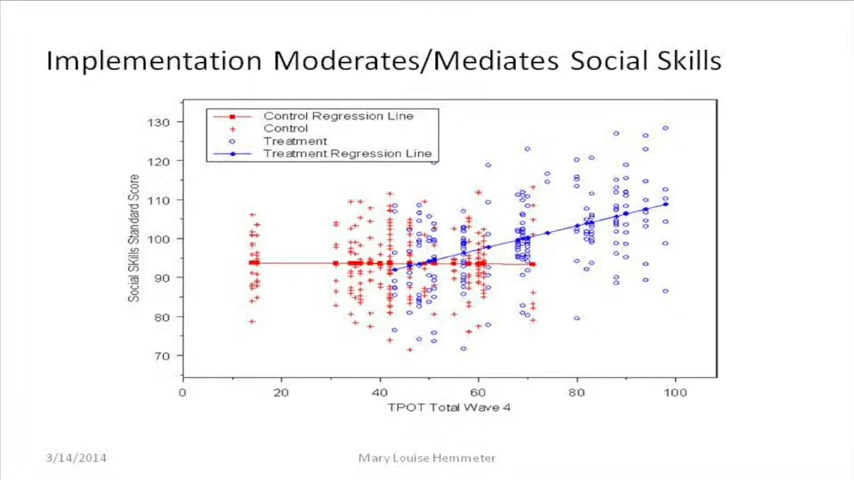 Implementation Moderates/Mediates Social Skills
Control Regression Line
Control
Treatment
Treatment Regression Line
130
120
110
100
90
80
70
Social Skills Standard Score
0 20 40 60 80 100
TPOT Total Wave 4
3/14/2014 Mary Louise Hemmeter